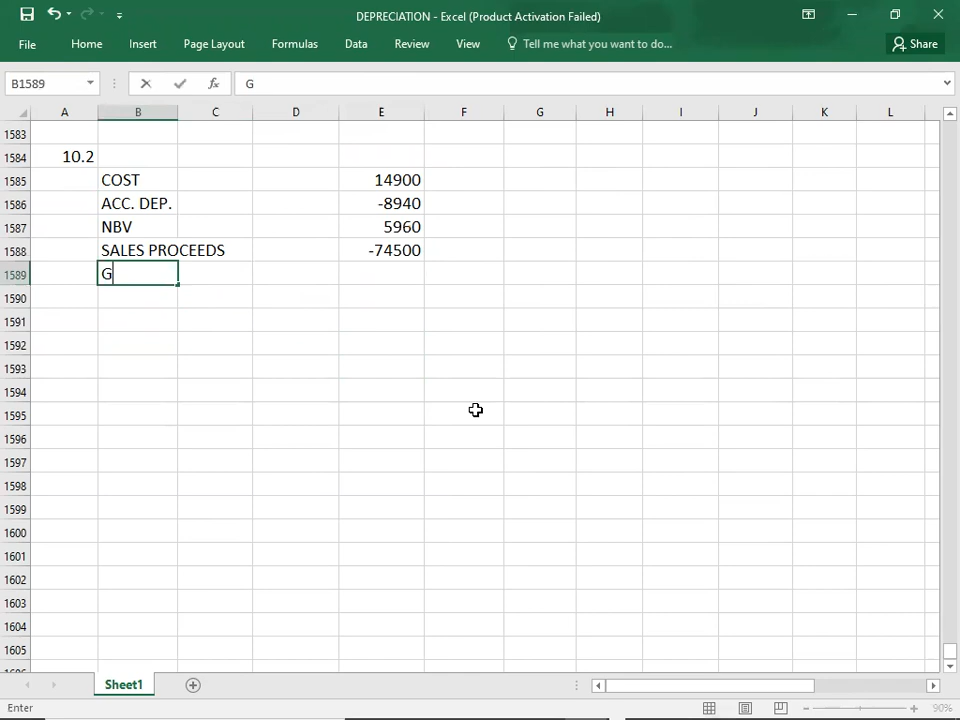 DEPRECIATION - Excel (Product Activation Failed)
File Home Insert Page Layout Formulas Data Review View Tell me what you want to do... Share
B1589 fx G
A B C D E F G H I J K L
1583
1584 10.2
1585 COST 14900
1586 ACC. DEP. -8940
1587 NBV 5960
1588 SALES PROCEEDS -74500
1589 G
1590
1591
1592
1593
1594
1595
1596
1597
1598
1599
1600
1601
1602
1603
1604
1605
Sheet1
Enter 90%